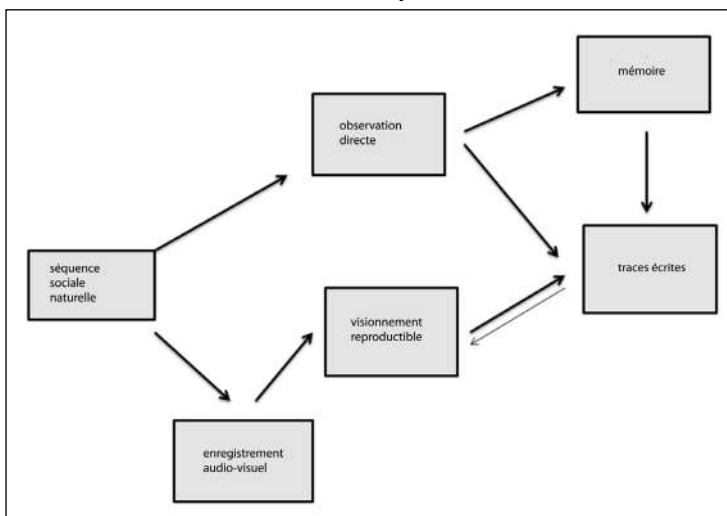 mémoire
observation
directe
traces écrites
séquence
sociale
naturelle
visionnement
reproductible
enregistrement
audio-visuel